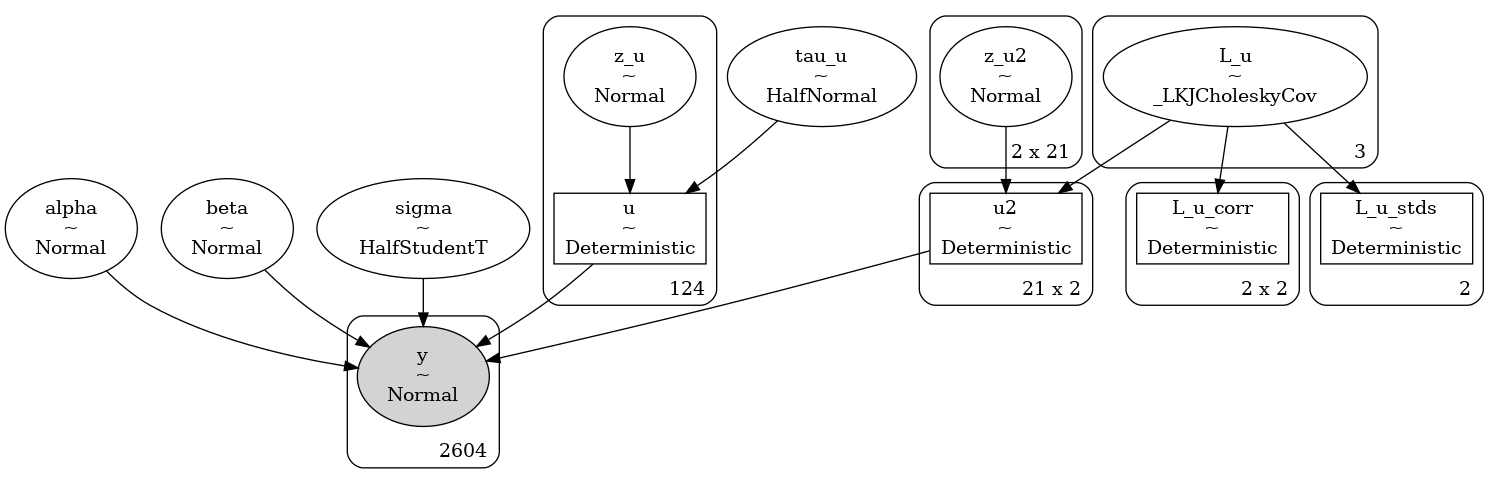 z_u
~
Normal
tau_u
~
HalfNormal
z_u2
~
Normal
2 x 21
L_u
~
_LKJCholeskyCov
3
alpha
~
Normal
beta
~
Normal
sigma
~
HalfStudentT
u
~
Deterministic
124
u2
~
Deterministic
21 x 2
L_u_corr
~
Deterministic
2 x 2
L_u_stds
~
Deterministic
2
y
~
Normal
2604